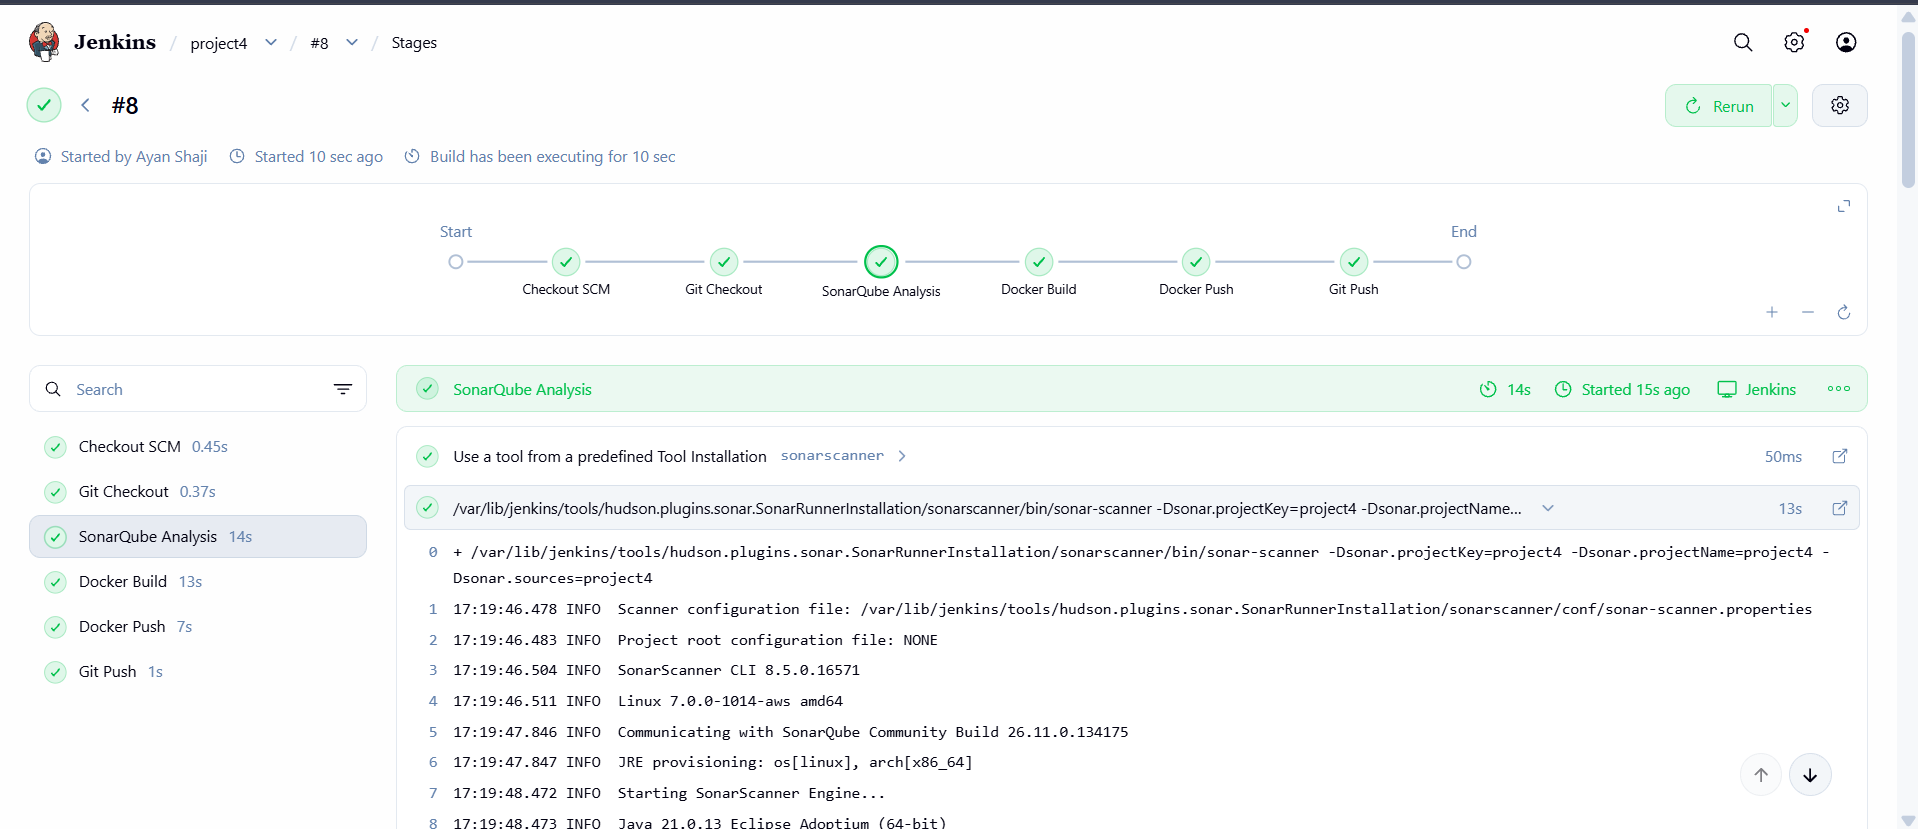 Jenkins / project4 / #8 / Stages
#8
Rerun
Started by Ayan Shaji Started 10 sec ago Build has been executing for 10 sec
Start End
Checkout SCM Git Checkout SonarQube Analysis Docker Build Docker Push Git Push
Search
Checkout SCM 0.45s
Git Checkout 0.37s
SonarQube Analysis 14s
Docker Build 13s
Docker Push 7s
Git Push 1s
SonarQube Analysis 14s Started 15s ago Jenkins
Use a tool from a predefined Tool Installation sonarscanner 50ms
/var/lib/jenkins/tools/hudson.plugins.sonar.SonarRunnerInstallation/sonarscanner/bin/sonar-scanner -Dsonar.projectKey=project4 -Dsonar.projectName... 13s
0 + /var/lib/jenkins/tools/hudson.plugins.sonar.SonarRunnerInstallation/sonarscanner/bin/sonar-scanner -Dsonar.projectKey=project4 -Dsonar.projectName=project4 -
Dsonar.sources=project4
1 17:19:46.478 INFO Scanner configuration file: /var/lib/jenkins/tools/hudson.plugins.sonar.SonarRunnerInstallation/sonarscanner/conf/sonar-scanner.properties
2 17:19:46.483 INFO Project root configuration file: NONE
3 17:19:46.504 INFO SonarScanner CLI 8.5.0.16571
4 17:19:46.511 INFO Linux 7.0.0-1014-aws amd64
5 17:19:47.846 INFO Communicating with SonarQube Community Build 26.11.0.134175
6 17:19:47.847 INFO JRE provisioning: os[linux], arch[x86_64]
7 17:19:48.472 INFO Starting SonarScanner Engine...
8 17:19:48.473 INFO Java 21.0.13 Eclipse Adoptium (64-bit)